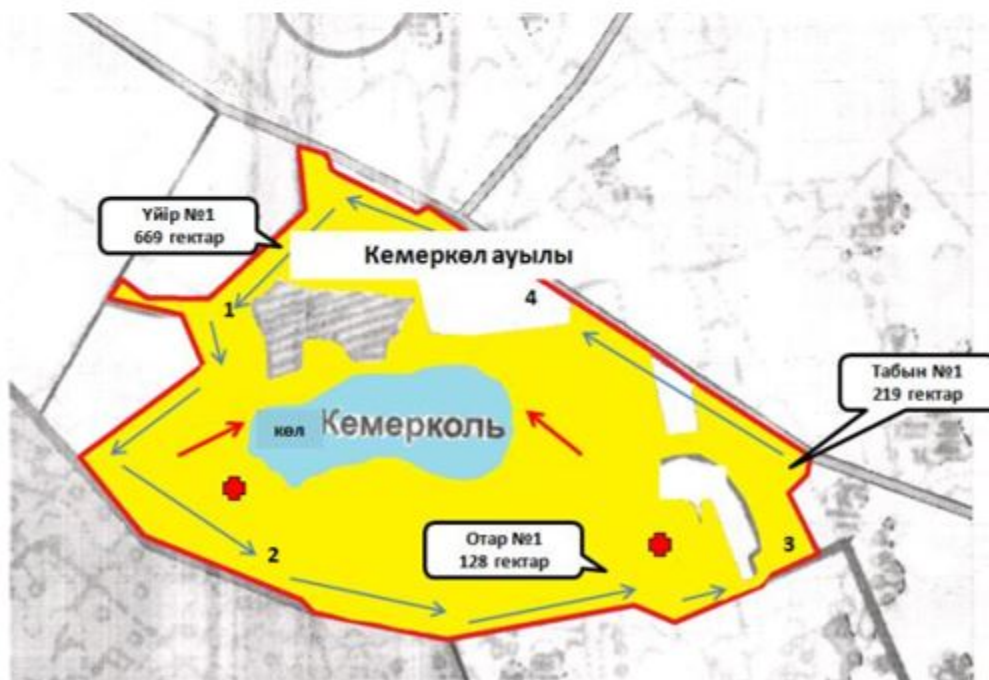 Үйір №1
669 гектар
Кемеркөл ауылы
4
1
Табын №1
219 гектар
көл
Кемерколь
Отар №1
128 гектар
2
3